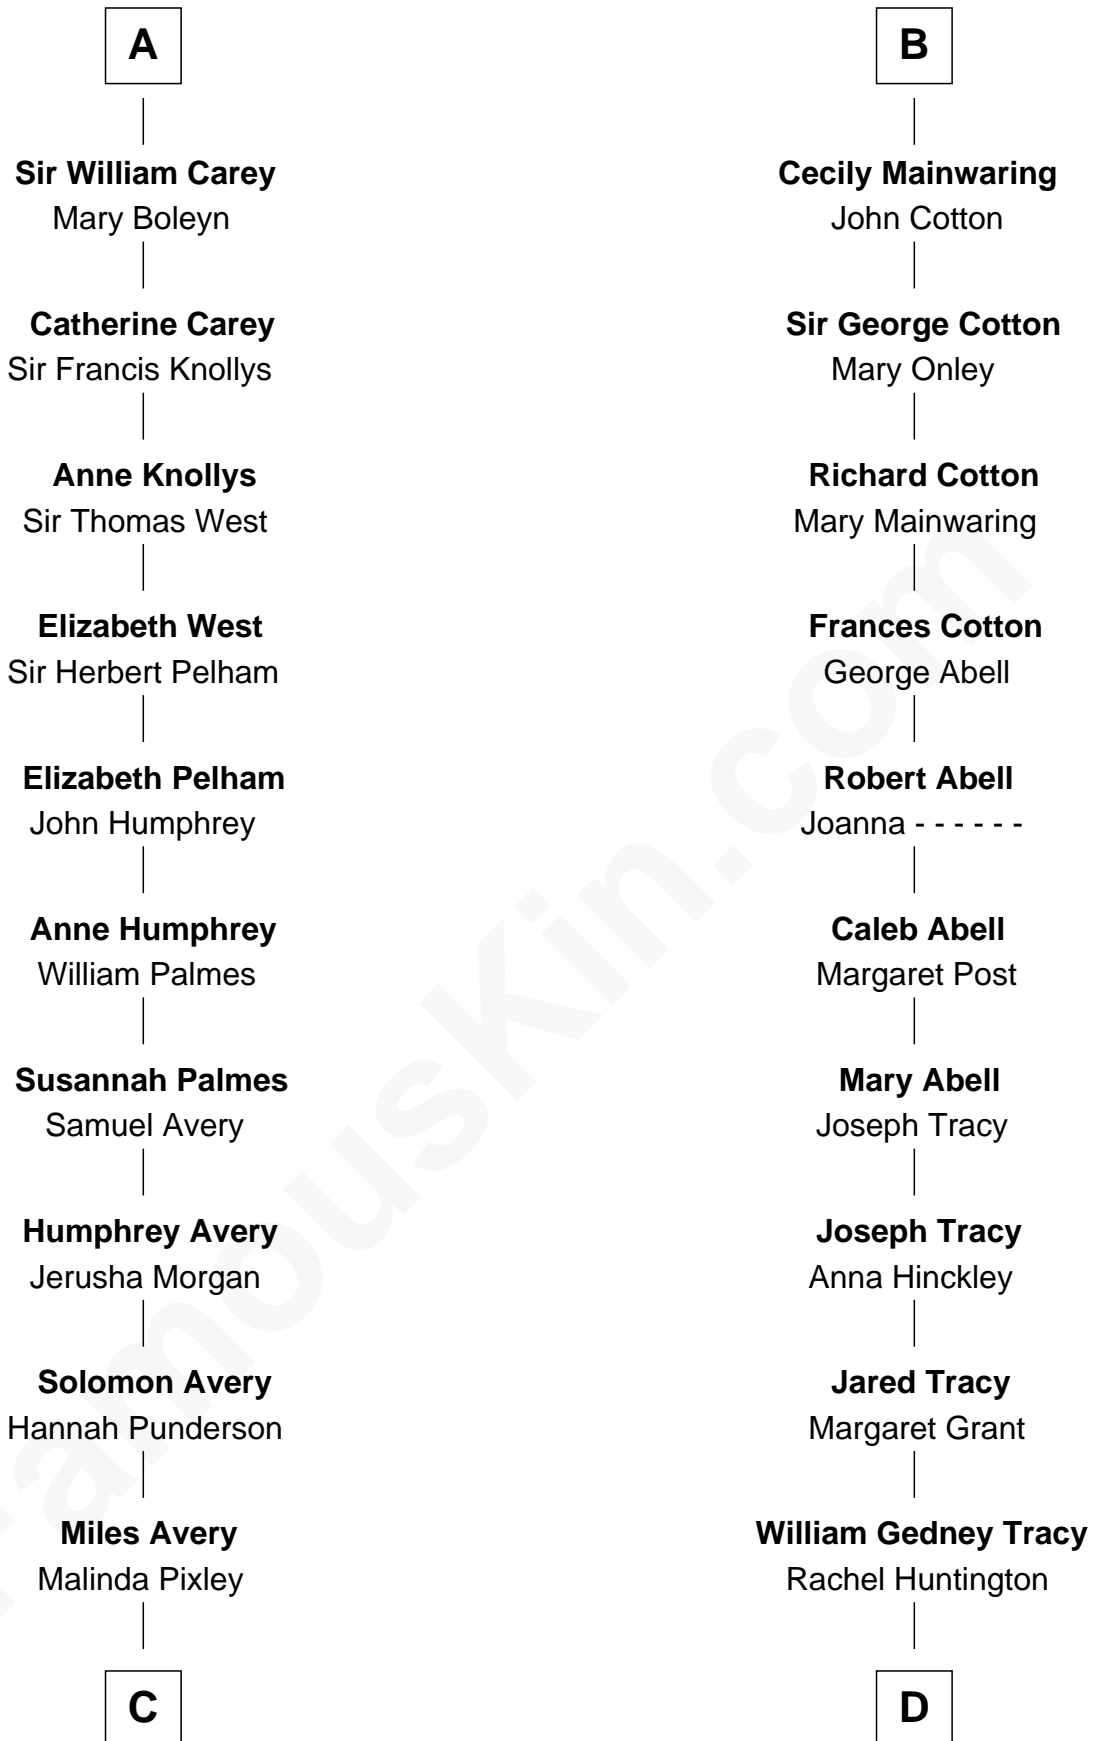 A
Sir William Carey
Mary Boleyn
Catherine Carey
Sir Francis Knollys
Anne Knollys
Sir Thomas West
Elizabeth West
Sir Herbert Pelham
Elizabeth Pelham
John Humphrey
Anne Humphrey
William Palmes
Susannah Palmes
Samuel Avery
Humphrey Avery
Jerusha Morgan
Solomon Avery
Hannah Punderson
Miles Avery
Malinda Pixley
C
B
Cecily Mainwaring
John Cotton
Sir George Cotton
Mary Onley
Richard Cotton
Mary Mainwaring
Frances Cotton
George Abell
Robert Abell
Joanna - - - - - -
Caleb Abell
Margaret Post
Mary Abell
Joseph Tracy
Joseph Tracy
Anna Hinckley
Jared Tracy
Margaret Grant
William Gedney Tracy
Rachel Huntington
D
FamousKin.com